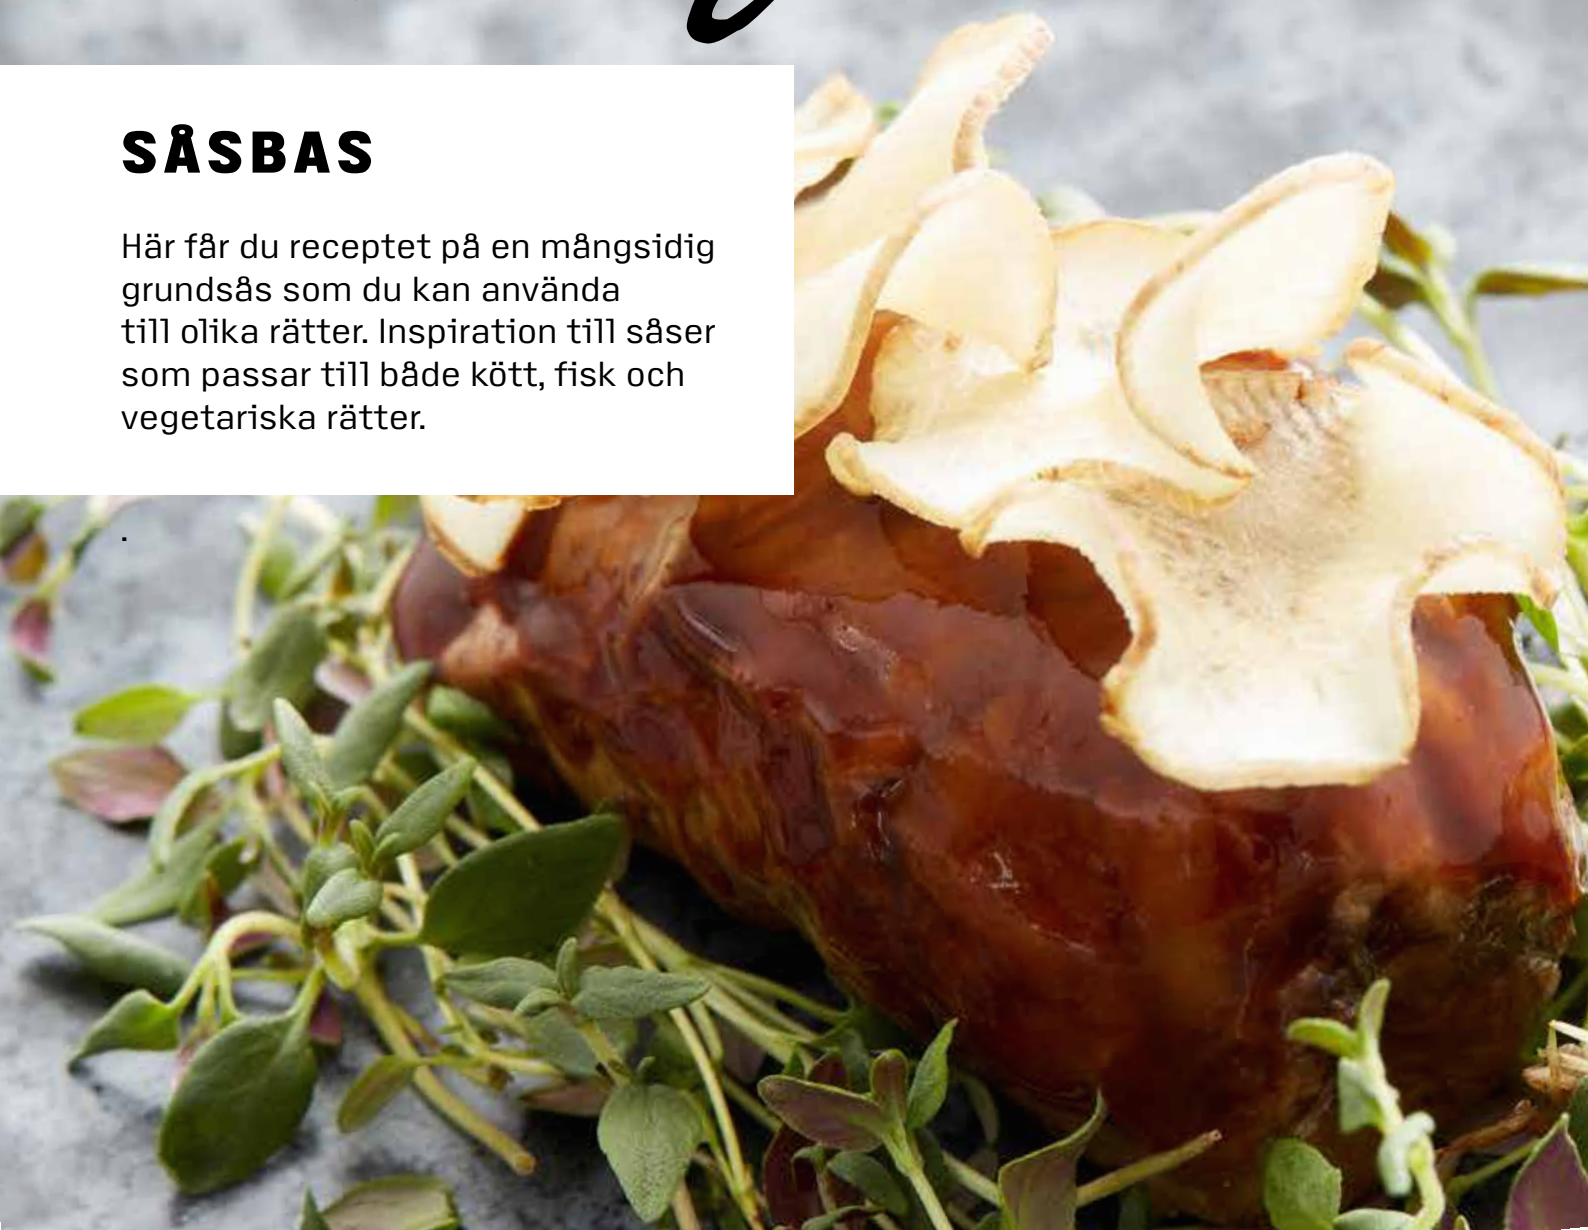 SÅSBAS
Här får du receptet på en mångsidig
grundsås som du kan använda
till olika rätter. Inspiration till såser
som passar till både kött, fisk och
vegetariska rätter.
.